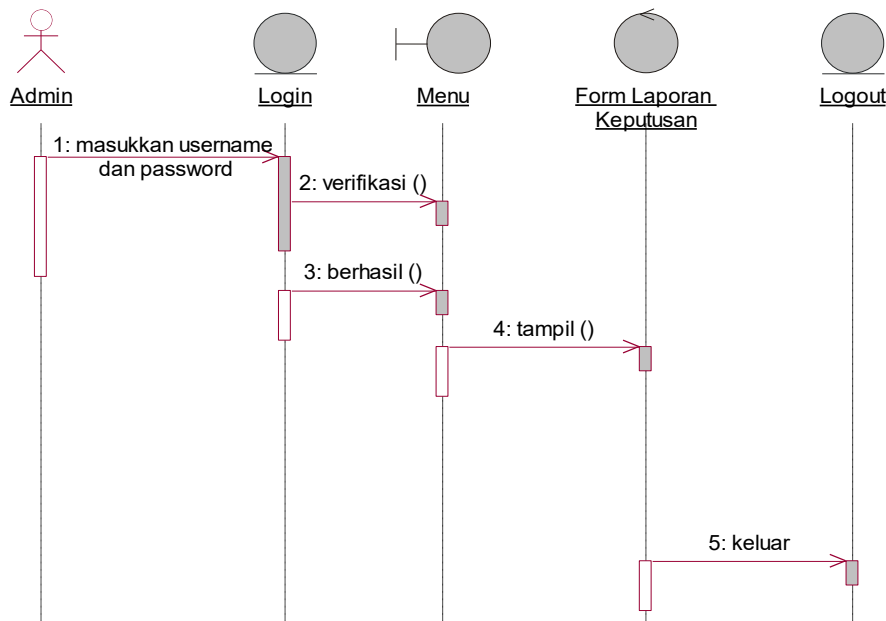 Admin
Login
Menu
Form Laporan
Keputusan
Logout
1: masukkan username
dan password
2: verifikasi ()
3: berhasil ()
4: tampil ()
5: keluar